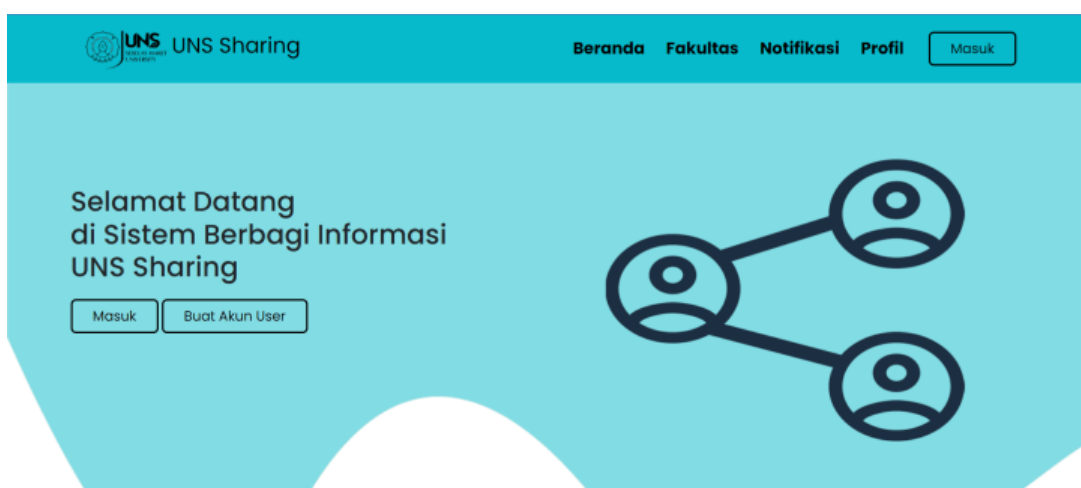 UNS
UNS Sharing
Beranda Fakultas Notifikasi Profil Masuk
Selamat Datang
di Sistem Berbagi Informasi
UNS Sharing
Masuk Buat Akun User